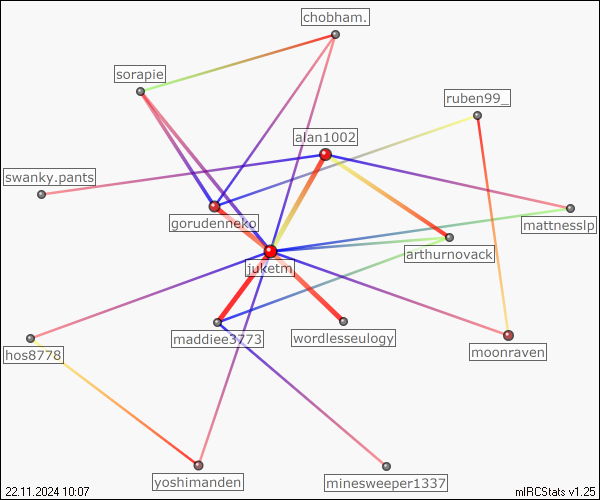 chobham.
sorapie
ruben99_
alan1002
swanky.pants
gorudenneko
mattnesslp
arthurnovack
juketm
maddiee3773
wordlesseulogy
moonraven
hos8778
yoshimanden
minesweeper1337
22.11.2024 10:07
mIRCStats v1.25